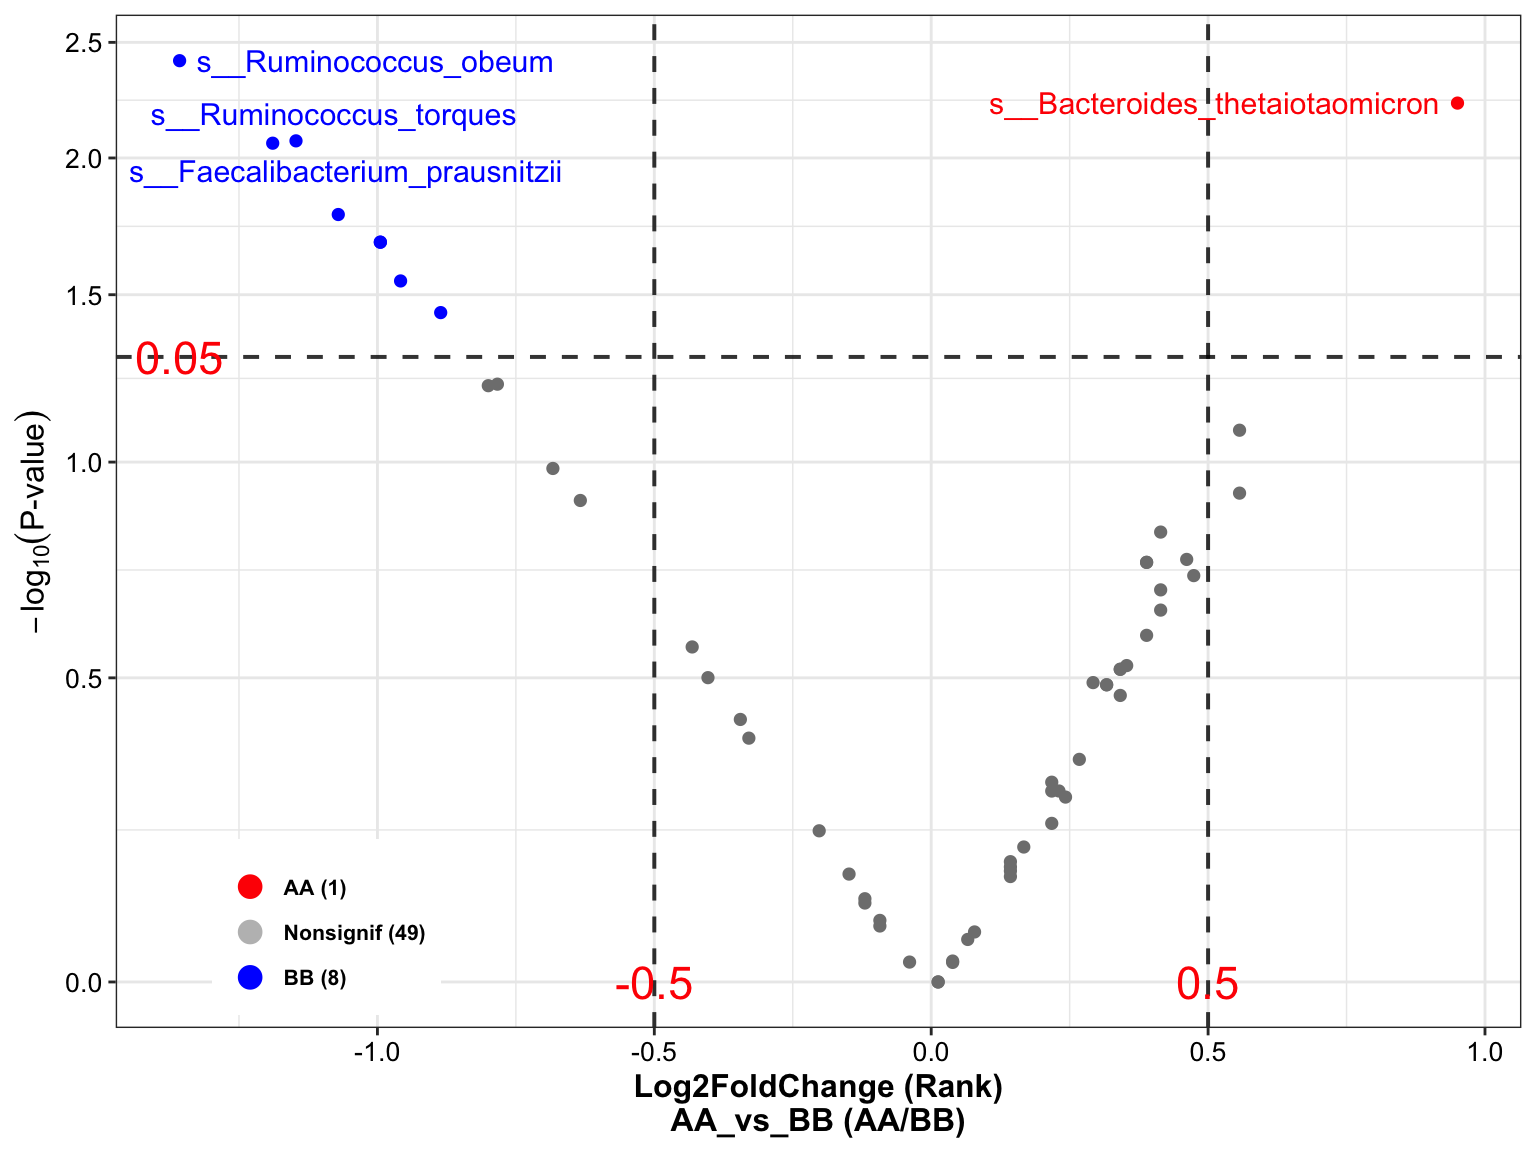 2.5
2.0
1.5
1.0
0.5
0.0
−log10(P-value)
s__Ruminococcus_obeum
s__Bacteroides_thetaiotaomicron
s__Ruminococcus_torques
s__Faecalibacterium_prausnitzii
0.05
AA (1)
Nonsignif (49)
BB (8)
-0.5
0.5
-1.0
-0.5
0.0
0.5
1.0
Log2FoldChange (Rank)
AA_vs_BB (AA/BB)